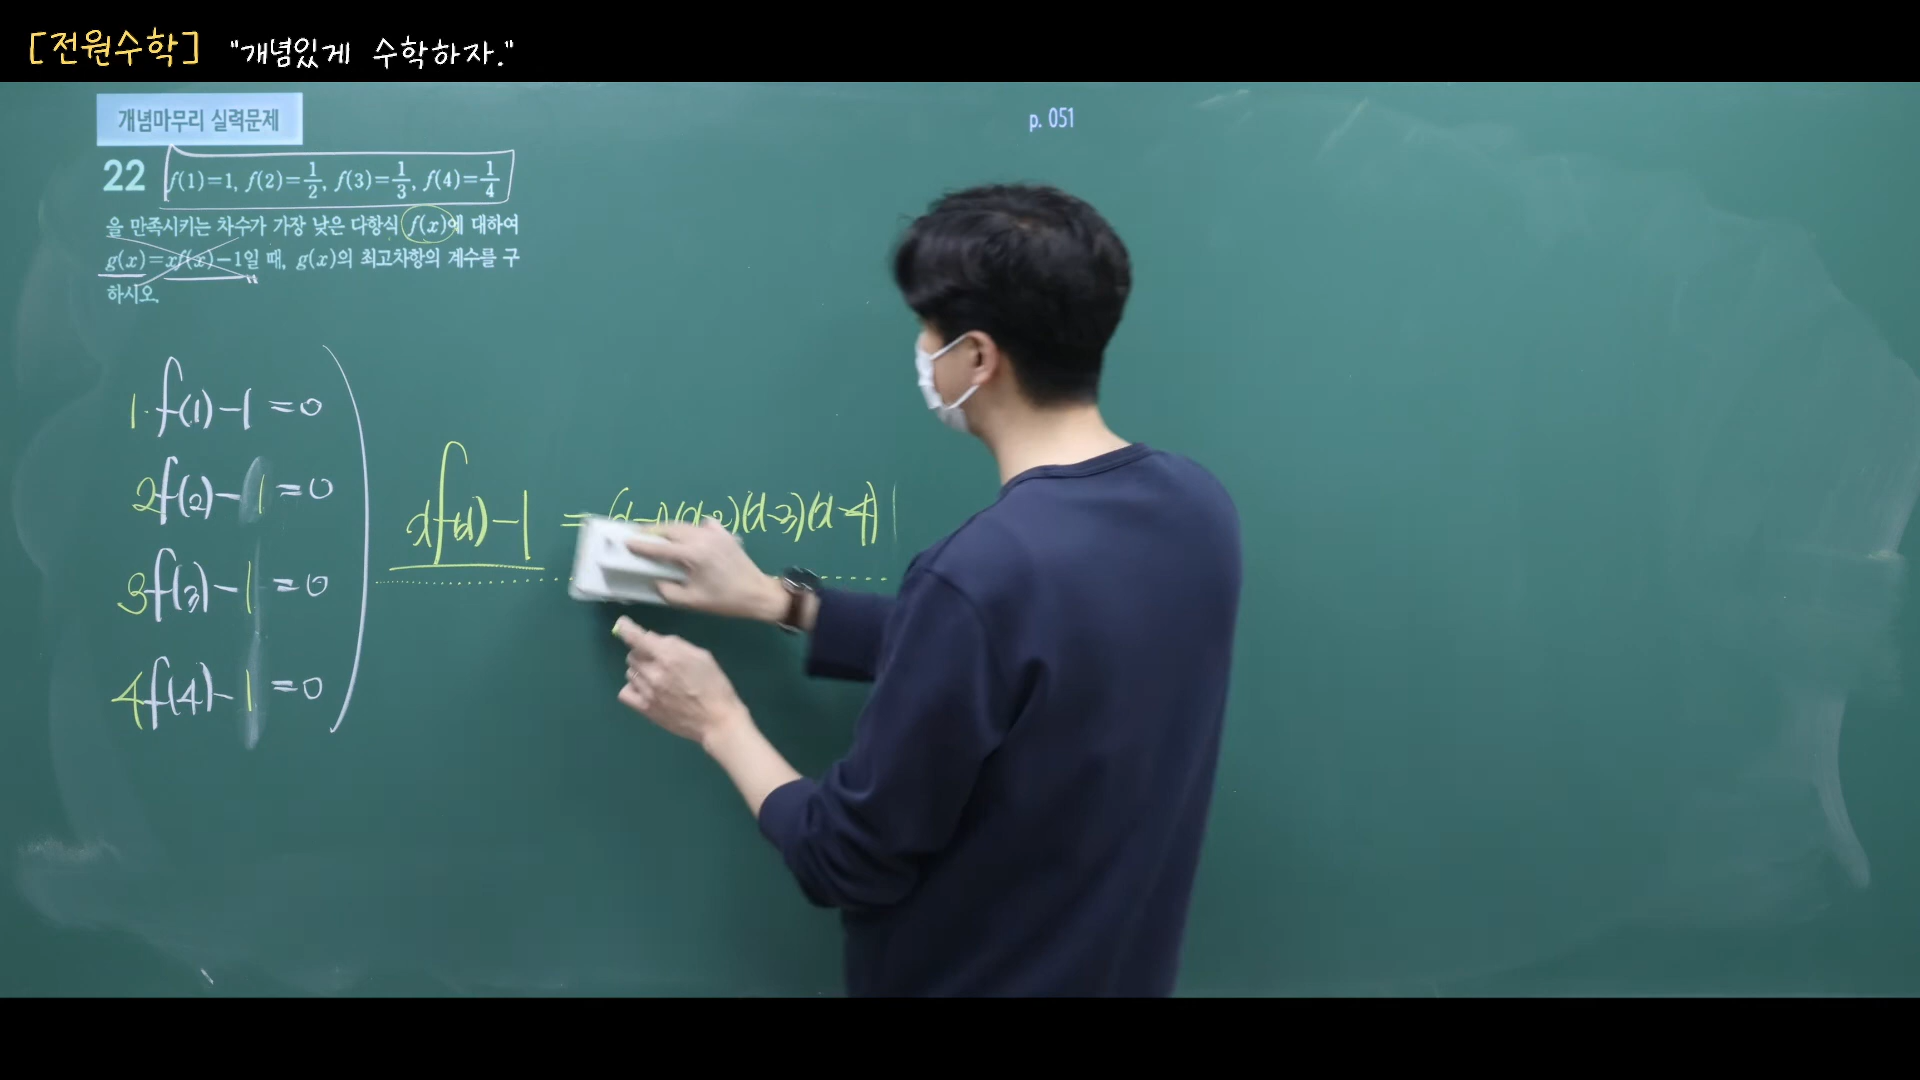 [전원수학] "개념있게 수학하자."
개념마무리 실력문제
p. 051
22 f(1)=1, f(2)=1/2, f(3)=1/3, f(4)=1/4
을 만족시키는 차수가 가장 낮은 다항식 f(x)에 대하여
g(x)=xf(x)-1일 때, g(x)의 최고차항의 계수를 구
하시오.
1·f(1)-1=0
2f(2)-1=0
3f(3)-1=0
4f(4)-1=0
xf(x)-1 = (x-1)(x-2)(x-3)(x-4)